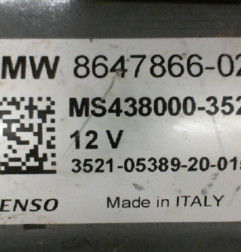 MW 8647866-02
MS438000-352
12 V
3521-05389-20-01
ENSO Made in ITALY